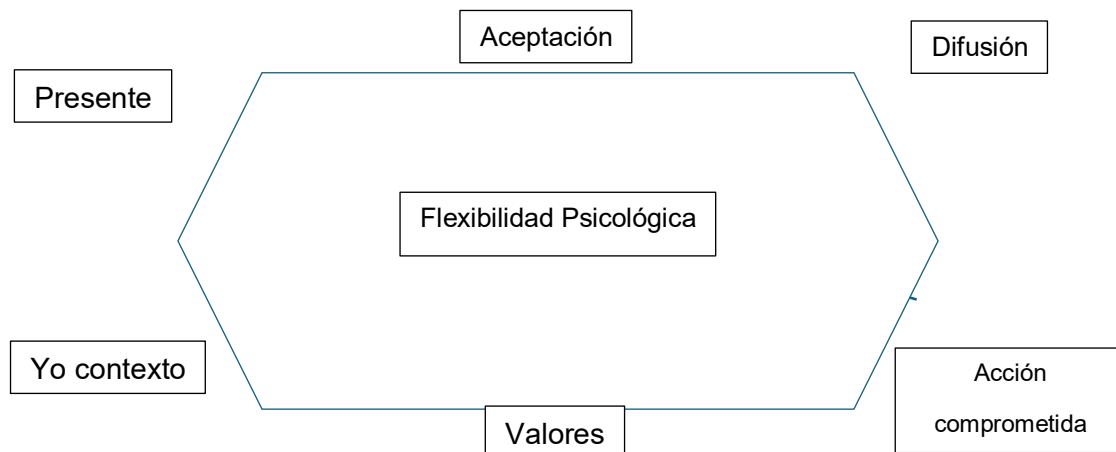 Aceptación
Difusión
Presente
Flexibilidad Psicológica
Yo contexto
Acción
comprometida
Valores